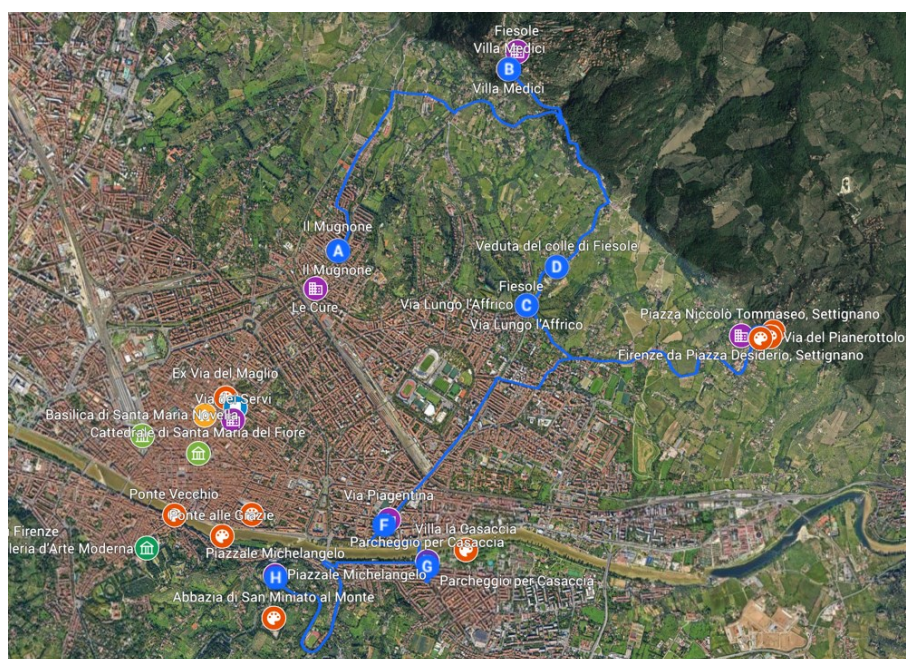 Fiesole
Villa Medici
B
Villa Medici
Il Mugnone
A
Il Mugnone
Le Cure,
Veduta del colle di Fiesole
D
Fiesole
Via Lungo l'Affrico
C
Via Lungo l'Affrico
Piazza Niccolò Tommaseo, Settignano
Via del Pianerottolo
Firenze da Piazza Desiderio, Settignano
Ex Via del Maglio
Via dei Servi
Basilica di Santa Maria Novella
Cattedrale di Santa Maria del Fiore
Ponte Vecchio
Ponte alle Grazie
Via Piagentina
F
Villa la Casaccia
Parcheggio per Casaccia
Firenze
leria d'Arte Moderna
Piazzale Michelangelo
G
H
Piazzale Michelangelo
Parcheggio per Casaccia
Abbazia di San Miniato al Monte